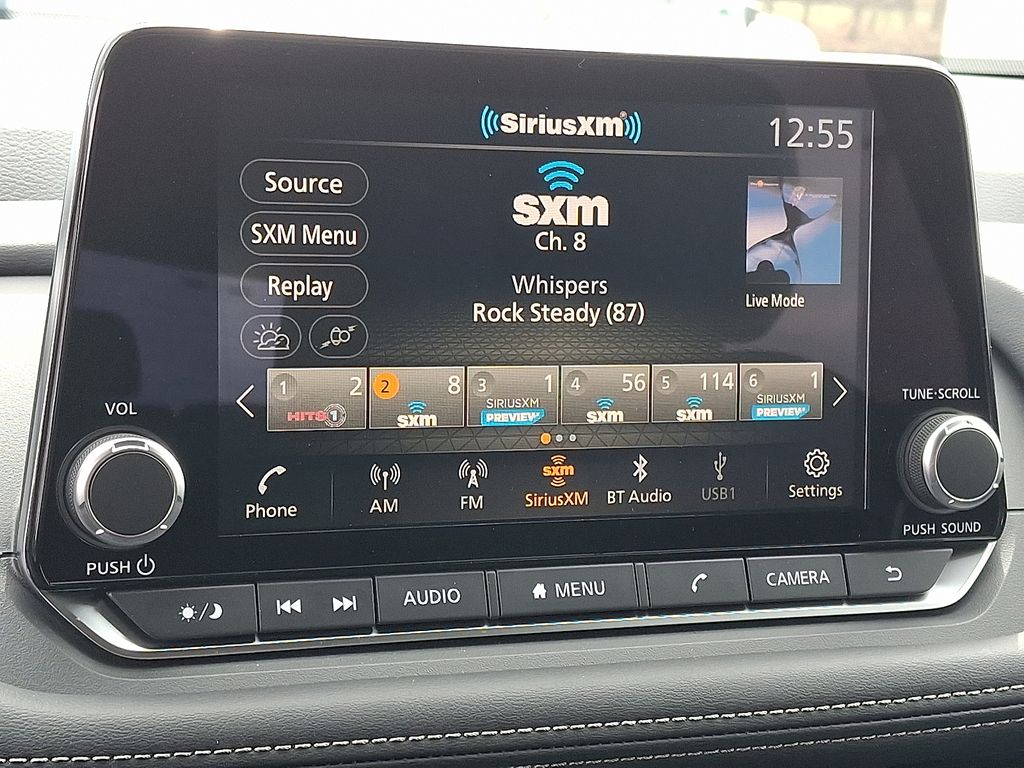 SiriusXm
12:55
Source
SXM Menu
Replay
sxm
Ch. 8
Whispers
Rock Steady (87)
Live Mode
1 2 HITS 1
2 8 sxm
3 1 SIRIUSXM PREVIEW
4 56 sxm
5 114 sxm
6 1 SIRIUSXM PREVIEW
VOL
TUNE·SCROLL
Phone
AM
FM
sxm
SiriusXM
BT Audio
USB1
Settings
PUSH
PUSH SOUND
AUDIO
MENU
CAMERA